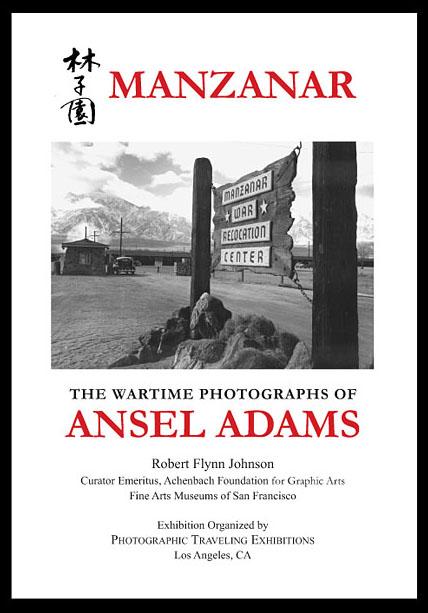 林子園
MANZANAR
MANZANAR
WAR
RELOCATION
CENTER
THE WARTIME PHOTOGRAPHS OF
ANSEL ADAMS
Robert Flynn Johnson
Curator Emeritus, Achenbach Foundation for Graphic Arts
Fine Arts Museums of San Francisco
Exhibition Organized by
PHOTOGRAPHIC TRAVELING EXHIBITIONS
Los Angeles, CA